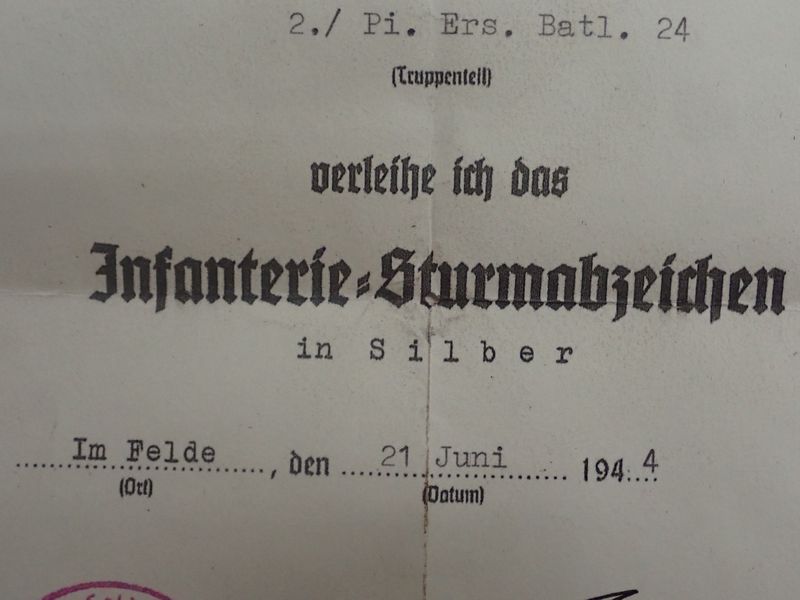 2./ Pi. Ers. Batl. 24
(Truppenteil)
verleihe ich das
Infanterie=Sturmabzeichen
in Silber
Im Felde, den 21 Juni 1944
(Ort) (Datum)